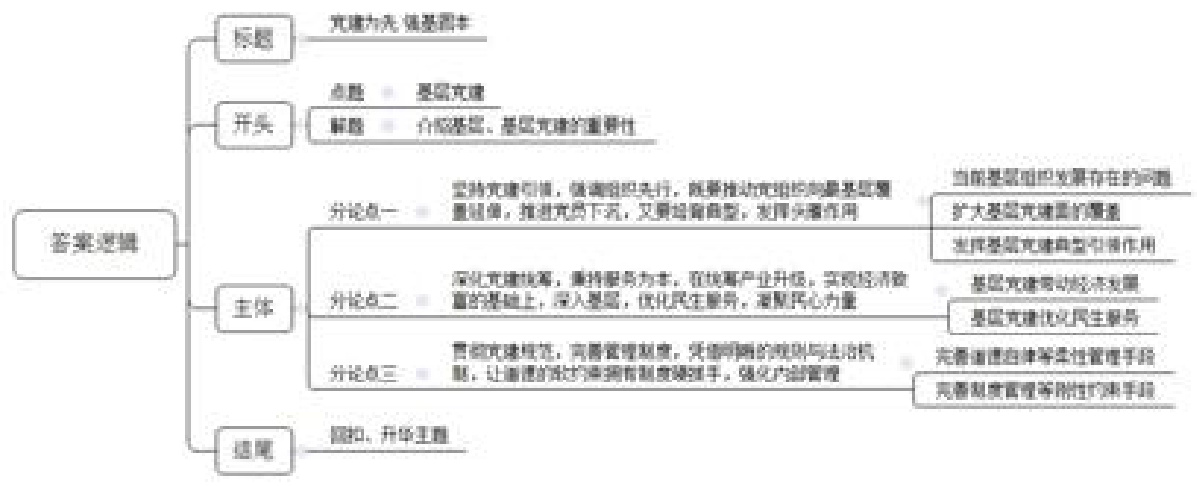 答案逻辑
标题
党建为先 强基固本
开头
点题
基层党建
解题
介绍基层、基层党建的重要性
主体
分论点一
坚持党建引领，强调组织先行，既要推动党组织向最基层覆
盖延伸，推进党员下沉，又要培育典型，发挥头雁作用
当前基层组织发展存在的问题
扩大基层党建面的覆盖
发挥基层党建典型引领作用
分论点二
深化党建统筹，秉持服务为本，在统筹产业升级，实现经济致
富的基础上，深入基层，优化民生服务，凝聚民心力量
基层党建带动经济发展
基层党建优化民生服务
分论点三
贯彻党建规范，完善管理制度，凭借明晰的规则与法治机
制，让道德的软约束拥有制度硬抓手，强化内部管理
完善道德自律等柔性管理手段
完善制度管理等刚性约束手段
结尾
回扣、升华主题